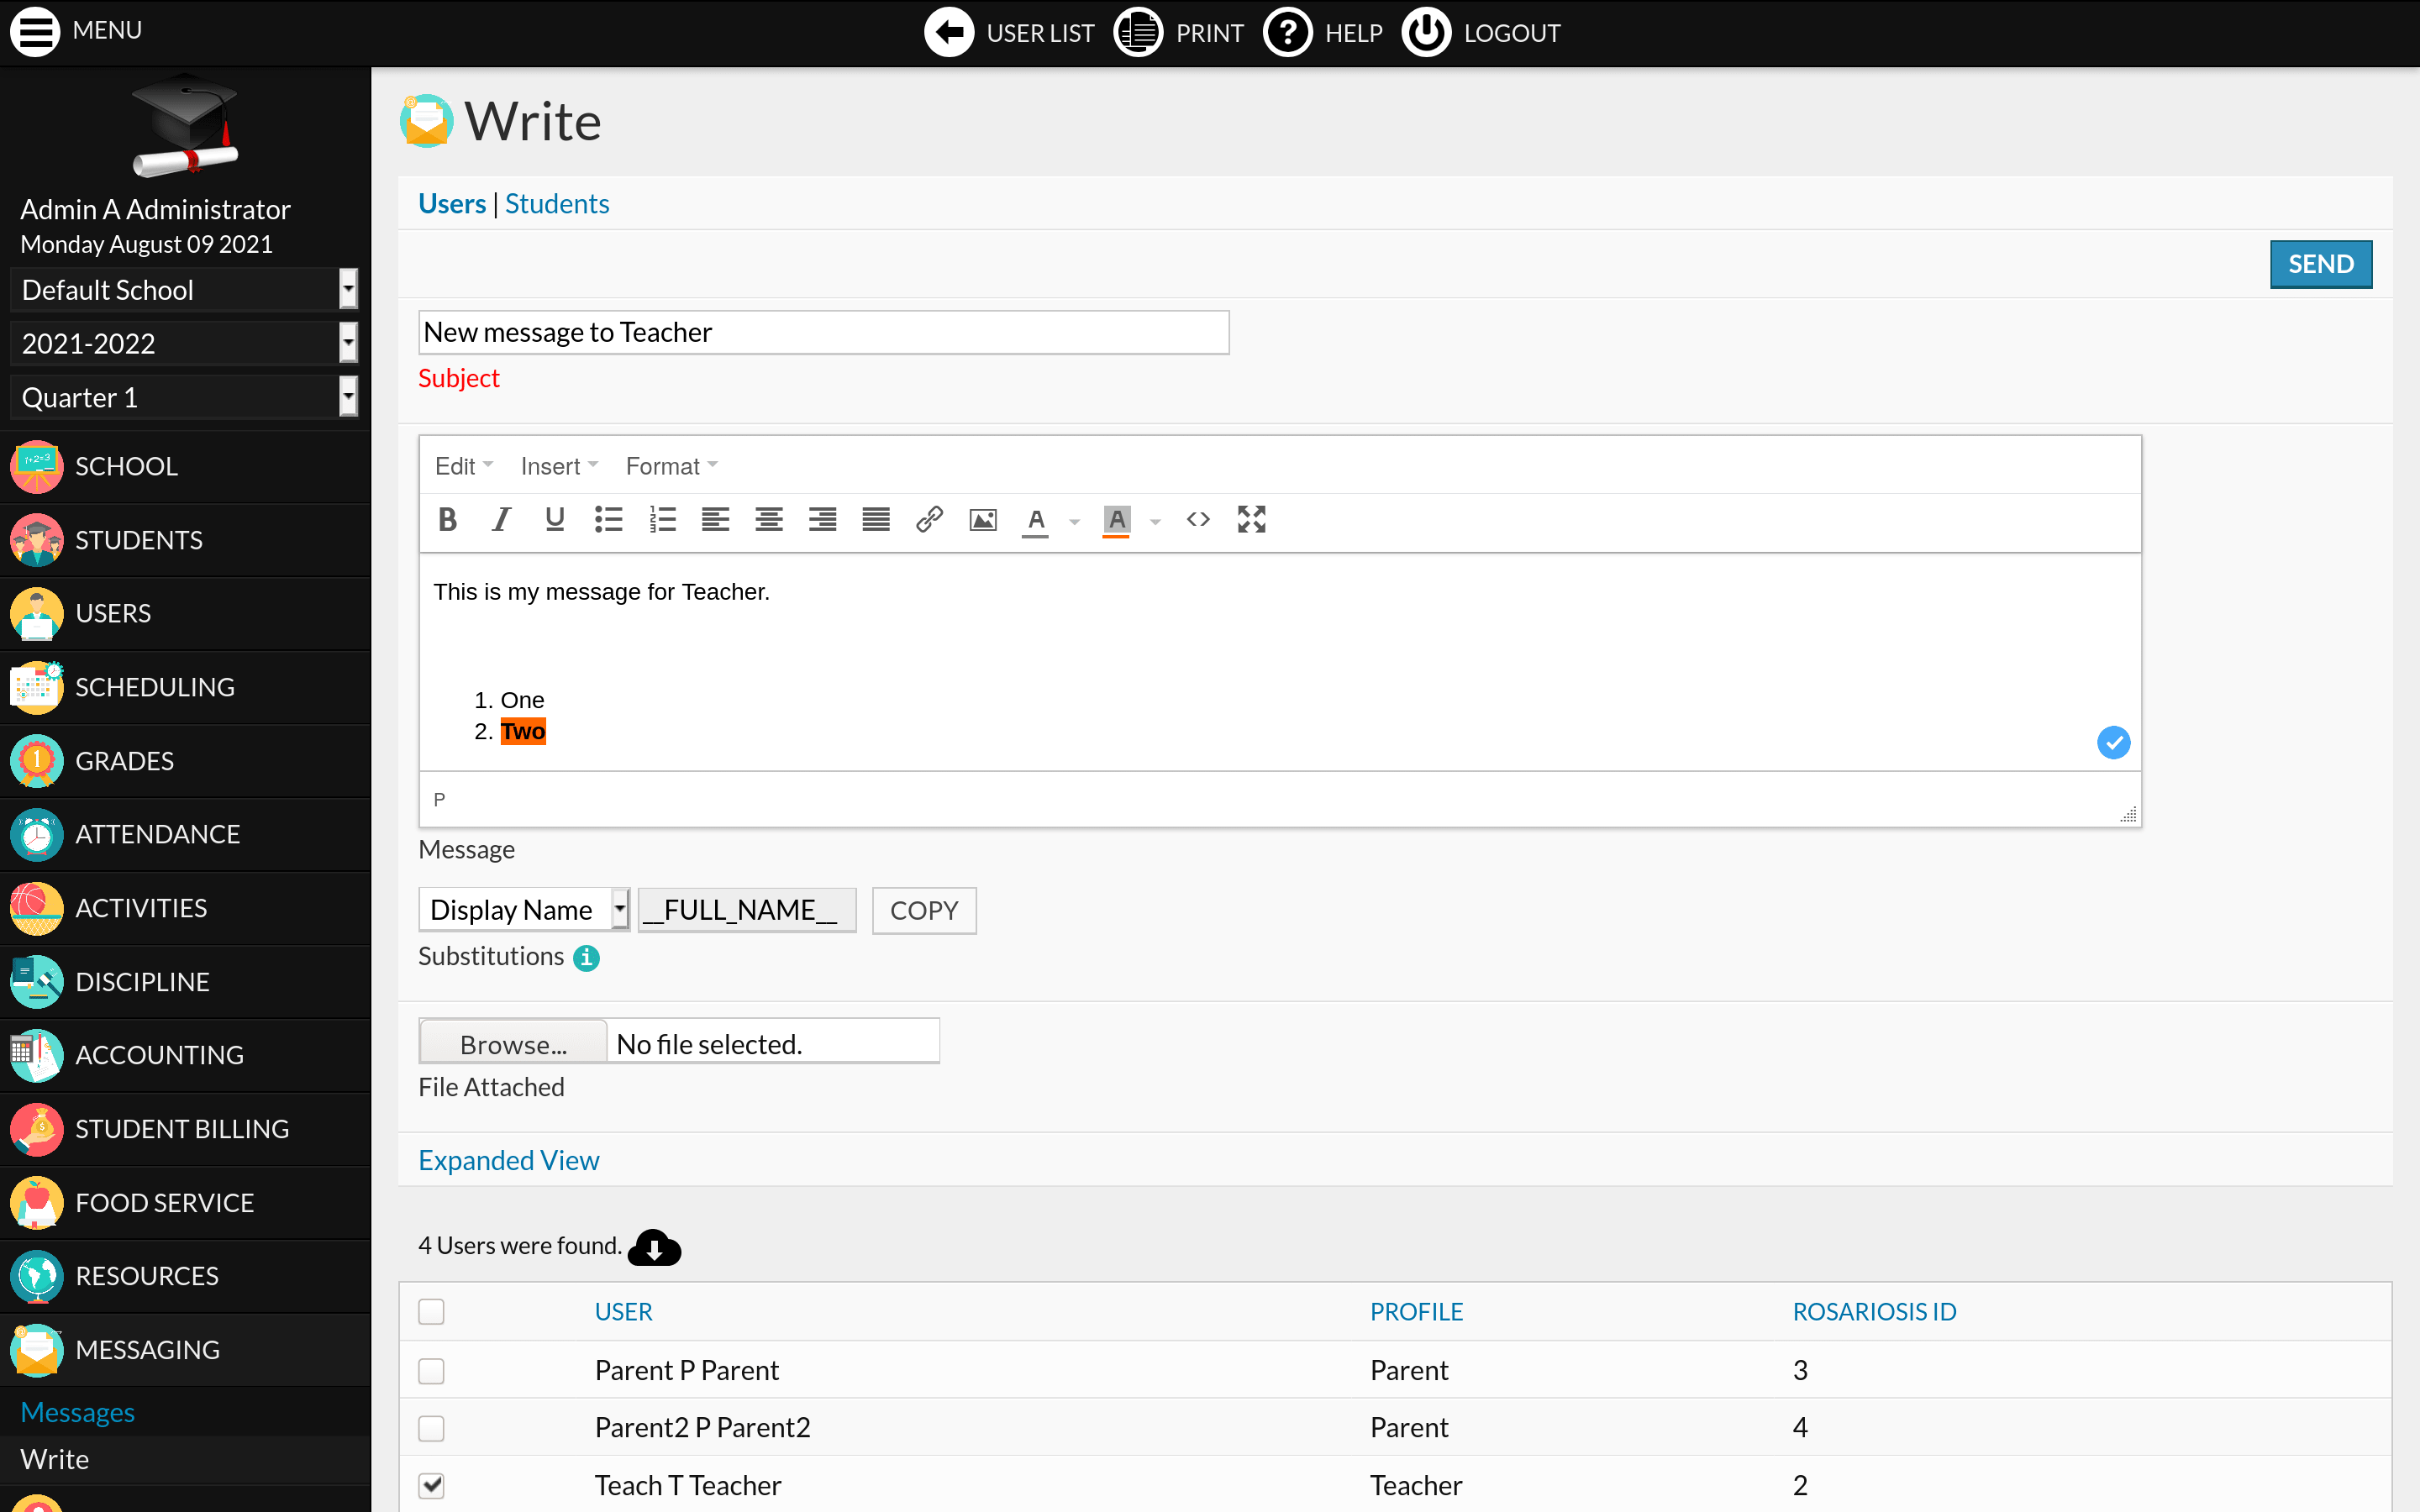 MENU
USER LIST PRINT ? HELP LOGOUT
Admin A Administrator
Monday August 09 2021
Default School
2021-2022
Quarter 1
SCHOOL
STUDENTS
USERS
SCHEDULING
GRADES
ATTENDANCE
ACTIVITIES
DISCIPLINE
ACCOUNTING
STUDENT BILLING
FOOD SERVICE
RESOURCES
MESSAGING
Messages
Write
Write
Users | Students
SEND
New message to Teacher
Subject
Edit Insert Format
B I U A A <>
This is my message for Teacher.
1. One
2. Two
P
Message
Display Name __FULL_NAME__ COPY
Substitutions i
Browse... No file selected.
File Attached
Expanded View
4 Users were found.
USER PROFILE ROSARIOSIS ID
Parent P Parent Parent 3
Parent2 P Parent2 Parent 4
Teach T Teacher Teacher 2